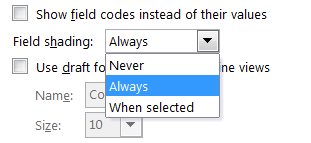 Show field codes instead of their values
Field shading: Always
Never
Use draft fo ne views
Always
Name: Co
When selected
Size: 10